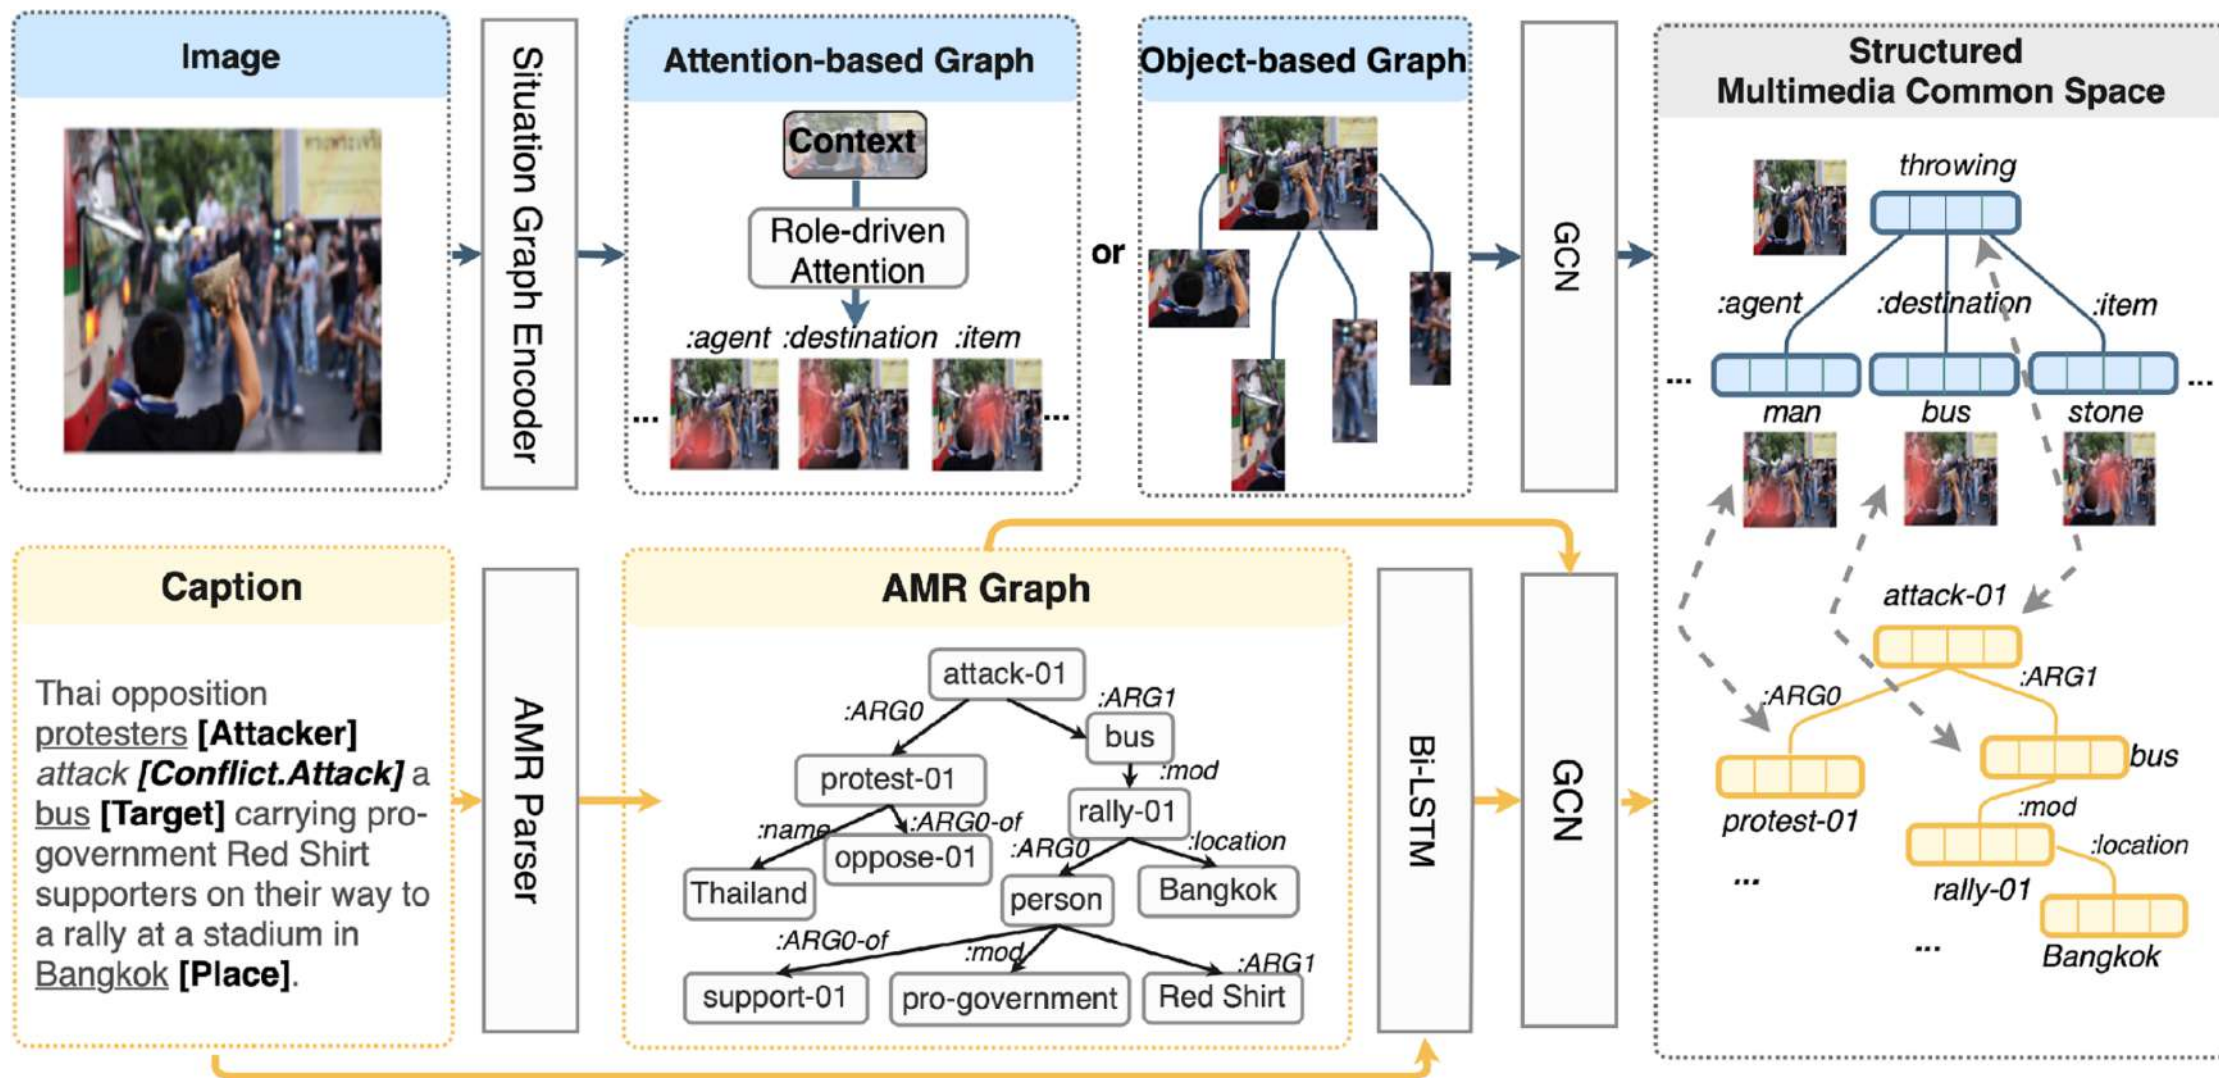 Image
Situation Graph Encoder
Attention-based Graph
Context
Role-driven
Attention
:agent :destination :item
...
...
or
Object-based Graph
GCN
Structured
Multimedia Common Space
throwing
:agent
:destination
:item
...
...
man
bus
stone
Caption
Thai opposition
protesters [Attacker]
attack [Conflict.Attack] a
bus [Target] carrying pro-
government Red Shirt
supporters on their way to
a rally at a stadium in
Bangkok [Place].
AMR Parser
AMR Graph
attack-01
:ARG0
:ARG1
bus
protest-01
:mod
:name
:ARG0-of
rally-01
oppose-01
:ARG0
:location
Thailand
person
Bangkok
:ARG0-of
:mod
:ARG1
support-01
pro-government
Red Shirt
Bi-LSTM
GCN
attack-01
:ARG0
:ARG1
bus
protest-01
:mod
...
:location
rally-01
...
Bangkok